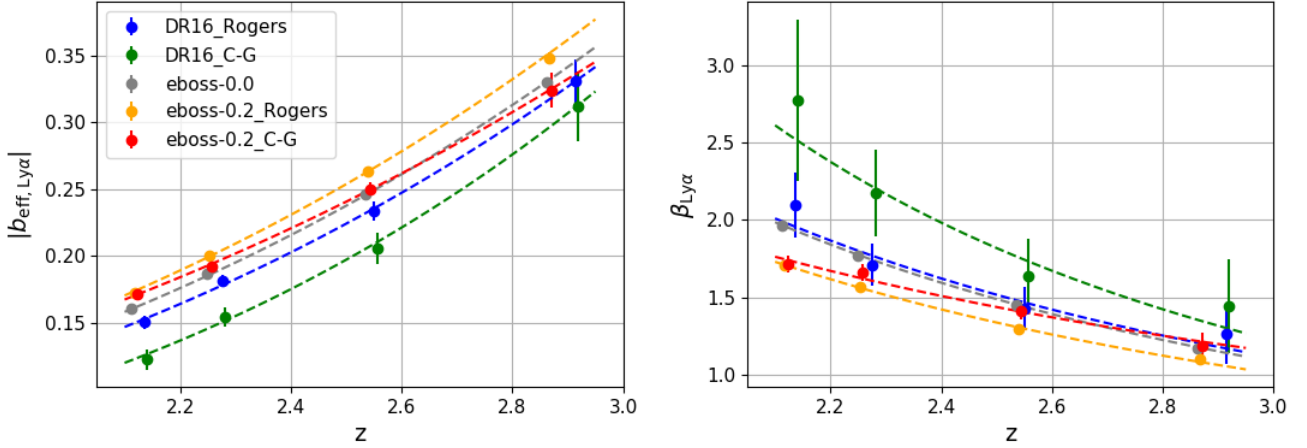 0.35
0.30
0.25
0.20
0.15
|b_eff,Lyα|
DR16_Rogers
DR16_C-G
eboss-0.0
eboss-0.2_Rogers
eboss-0.2_C-G
2.2 2.4 2.6 2.8 3.0
z
3.0
2.5
2.0
1.5
1.0
β_Lyα
2.2 2.4 2.6 2.8 3.0
z